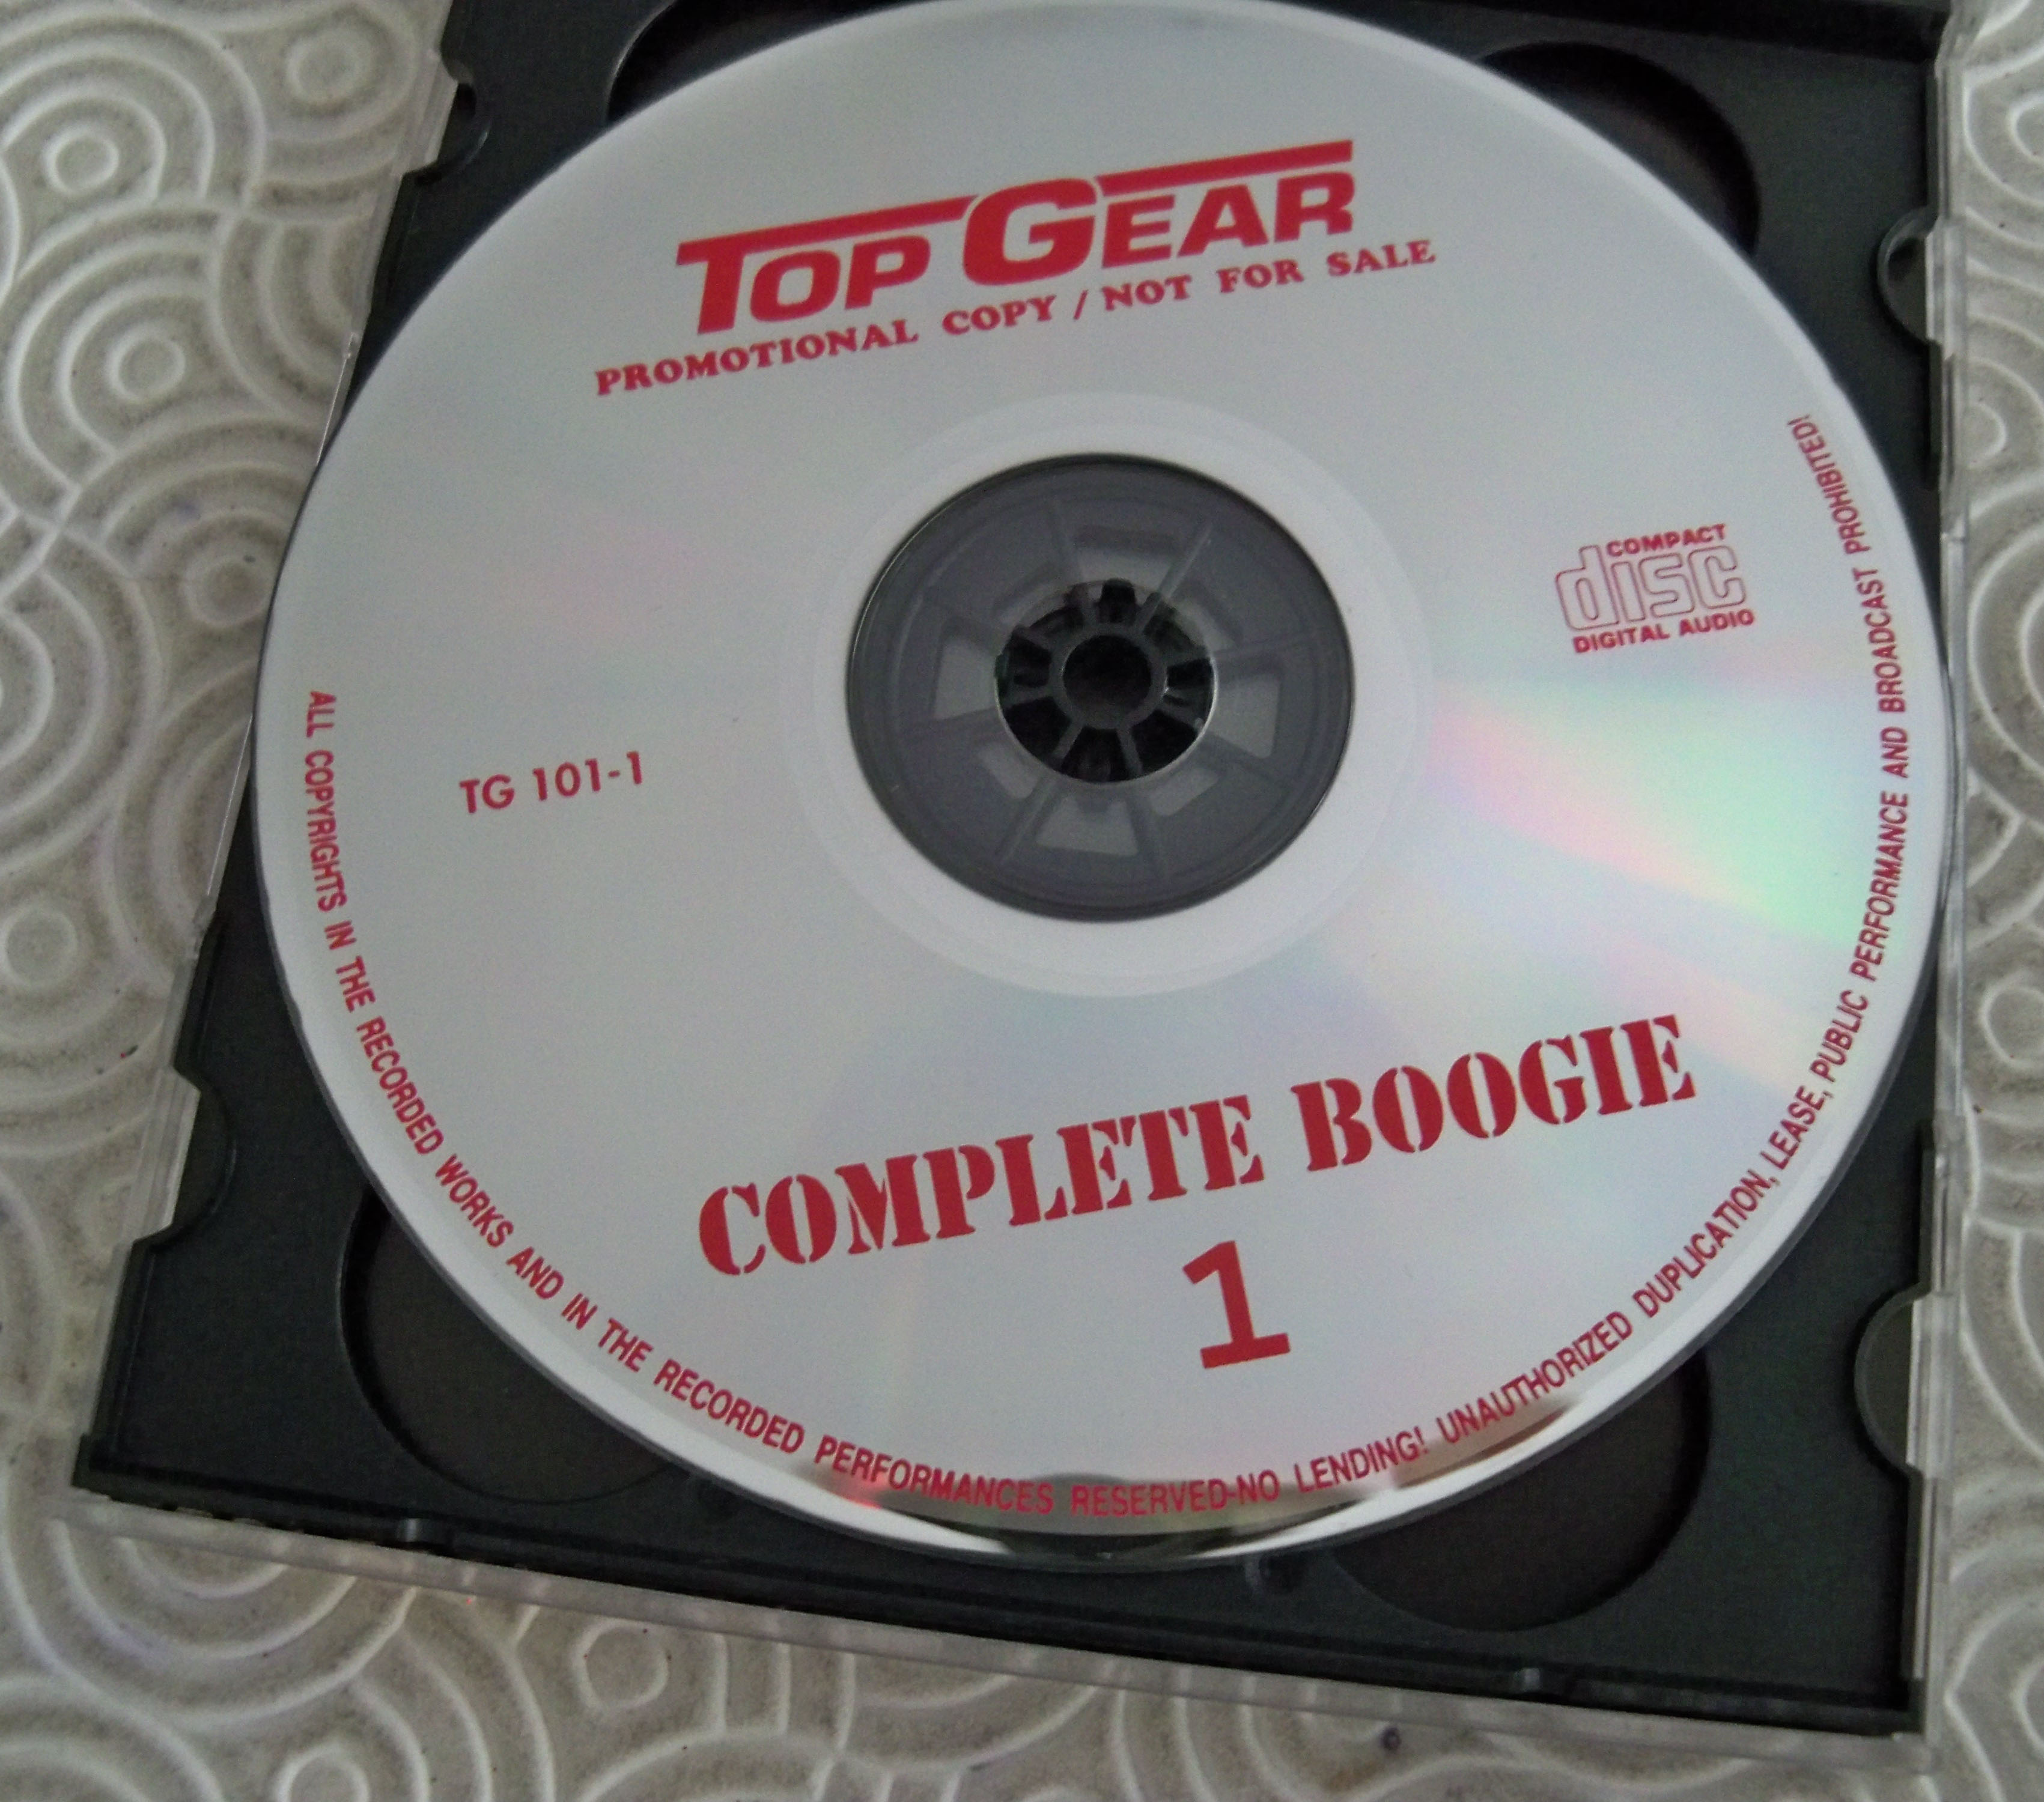 TOP GEAR
PROMOTIONAL COPY / NOT FOR SALE
COMPACT
disc
DIGITAL AUDIO
TG 101-1
COMPLETE BOOGIE
1
ALL COPYRIGHTS IN THE RECORDED WORKS AND IN THE RECORDED PERFORMANCES RESERVED-NO LENDING! UNAUTHORIZED DUPLICATION, LEASE, PUBLIC PERFORMANCE AND BROADCAST PROHIBITED!